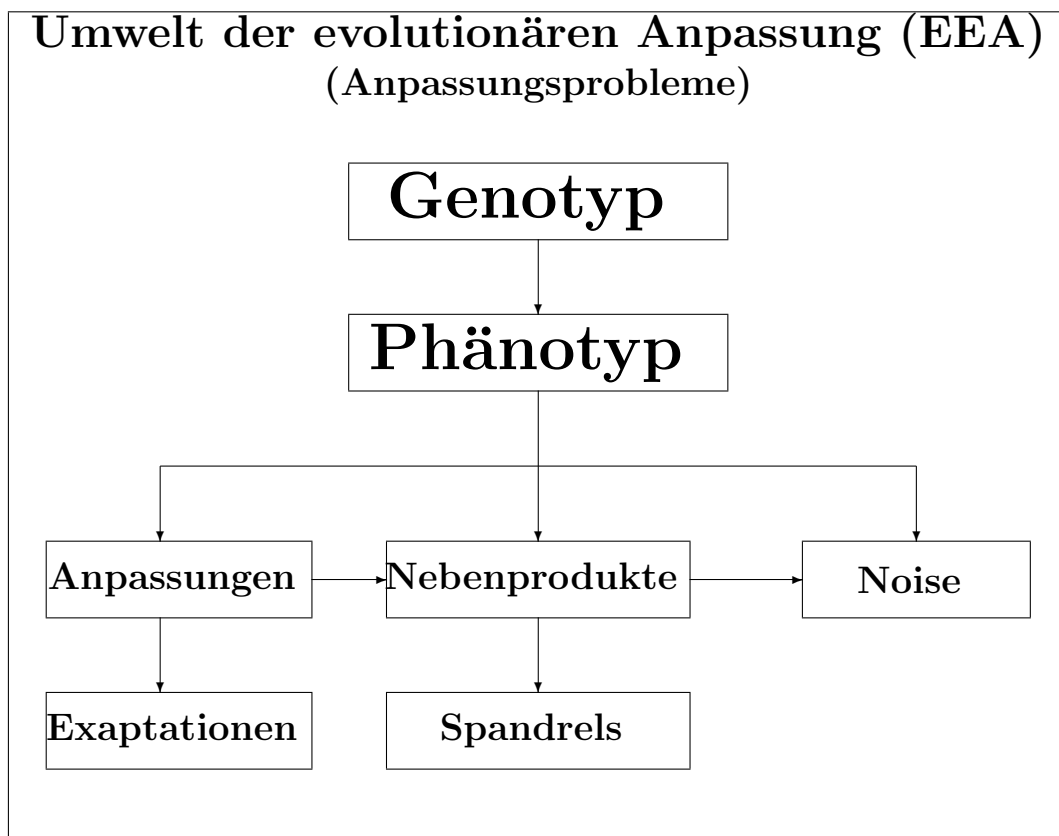 Umwelt der evolutionären Anpassung (EEA)
(Anpassungsprobleme)
Genotyp
Phänotyp
Anpassungen
Nebenprodukte
Noise
Exaptationen
Spandrels